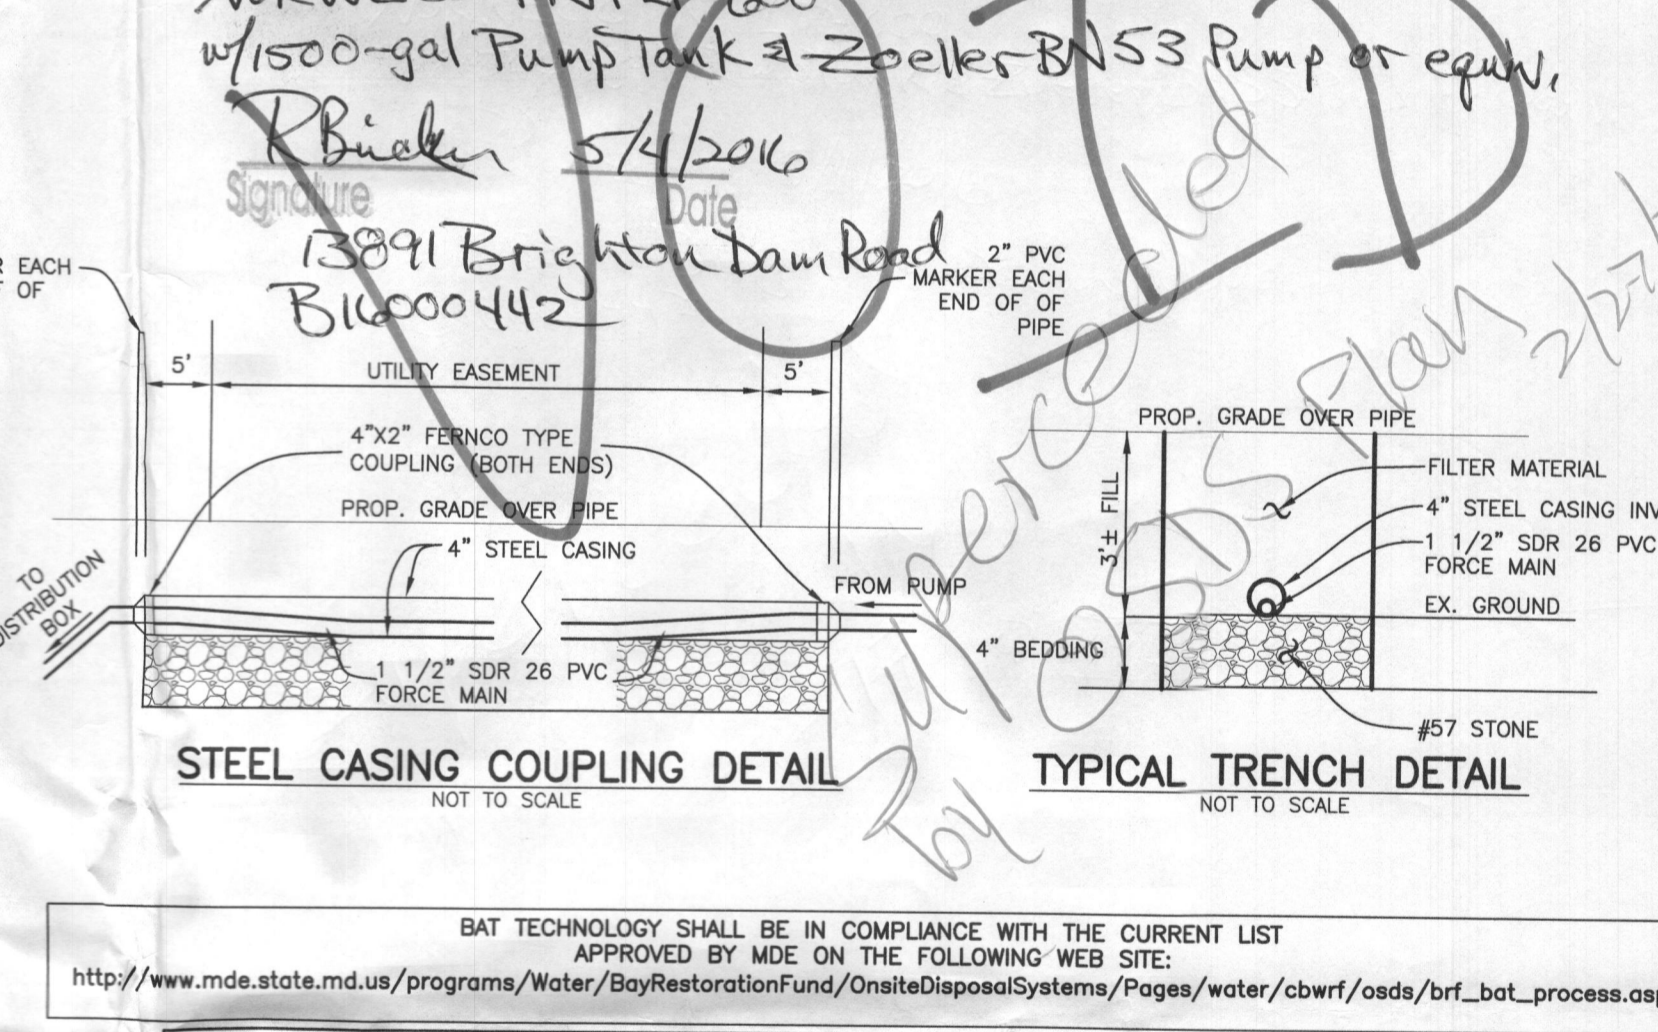 w/1500-gal Pump Tank & Zoeller BN 53 Pump or equiv.
5/4/2016
Signature Date
13891 Brighton Dam Road
B16000442
VOID
Superceded
by OSDS Plan
EACH
OF
2" PVC
MARKER EACH
END OF OF
PIPE
5' UTILITY EASEMENT 5'
4"X2" FERNCO TYPE
COUPLING (BOTH ENDS)
PROP. GRADE OVER PIPE
4" STEEL CASING
TO
DISTRIBUTION
BOX
FROM PUMP
1 1/2" SDR 26 PVC
FORCE MAIN
STEEL CASING COUPLING DETAIL
NOT TO SCALE
PROP. GRADE OVER PIPE
FILTER MATERIAL
3'± FILL
4" STEEL CASING INV
1 1/2" SDR 26 PVC
FORCE MAIN
EX. GROUND
4" BEDDING
#57 STONE
TYPICAL TRENCH DETAIL
NOT TO SCALE
BAT TECHNOLOGY SHALL BE IN COMPLIANCE WITH THE CURRENT LIST
APPROVED BY MDE ON THE FOLLOWING WEB SITE:
http://www.mde.state.md.us/programs/Water/BayRestorationFund/OnsiteDisposalSystems/Pages/water/cbwrf/osds/brf_bat_process.asp